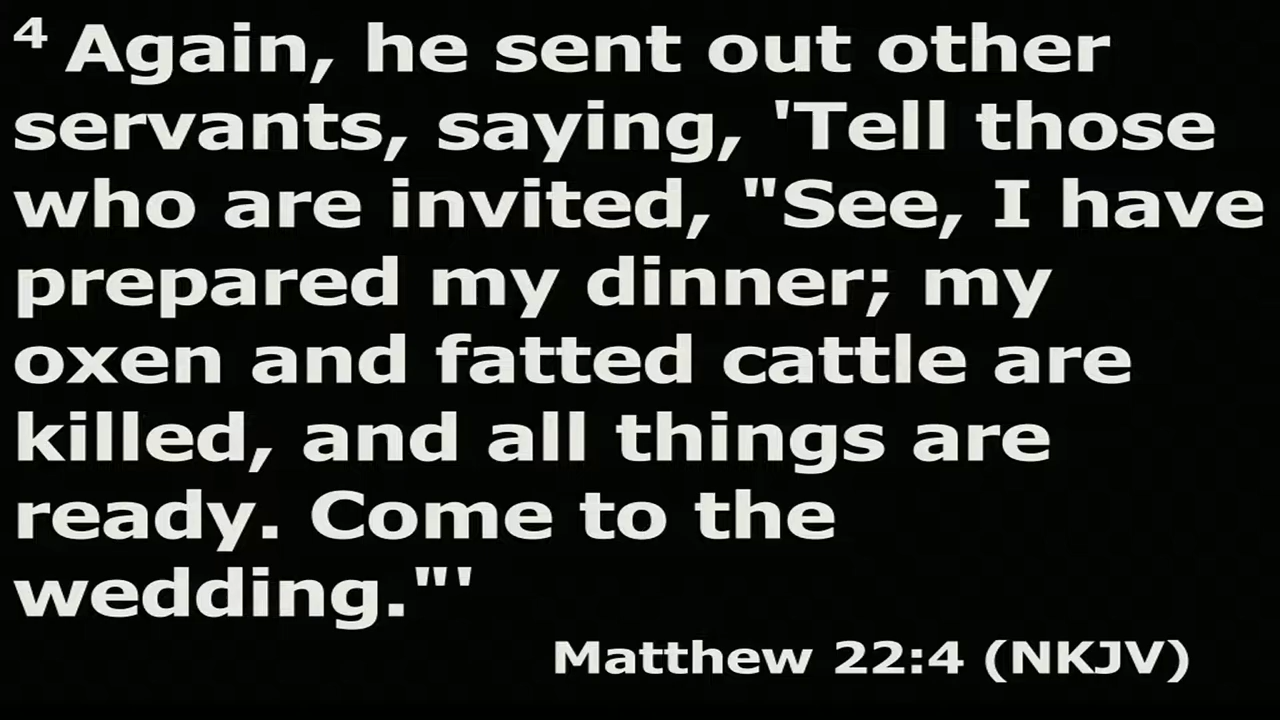 4 Again, he sent out other
servants, saying, 'Tell those
who are invited, "See, I have
prepared my dinner; my
oxen and fatted cattle are
killed, and all things are
ready. Come to the
wedding."'
Matthew 22:4 (NKJV)